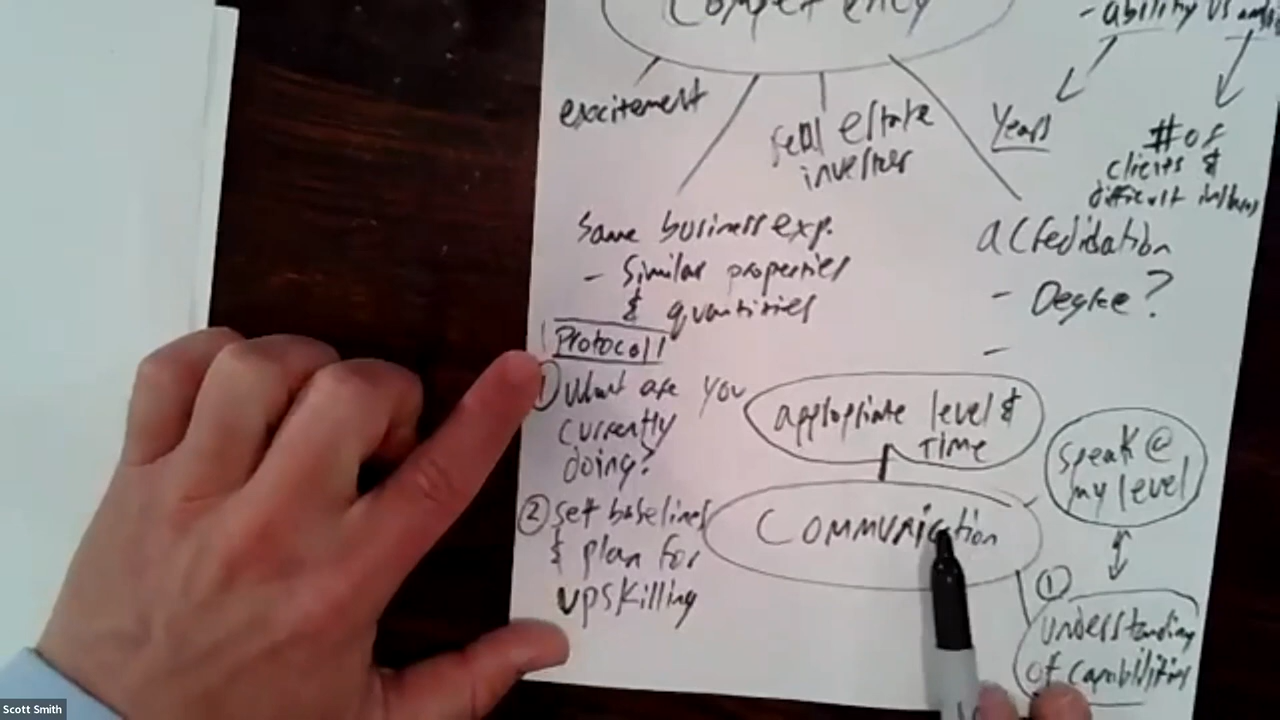 Competency
- ability vs
excitement
real estate
investor
Years
# of
clients &
difficult
same business exp.
- similar properties
& quantities
accredidation
- Degree?
-
Protocol
① What are you
currently
doing?
② set baselines
& plan for
upskilling
appropriate level &
TIME
COMMUNICation
speak @
my level
①
understanding
of capabilities
Scott Smith